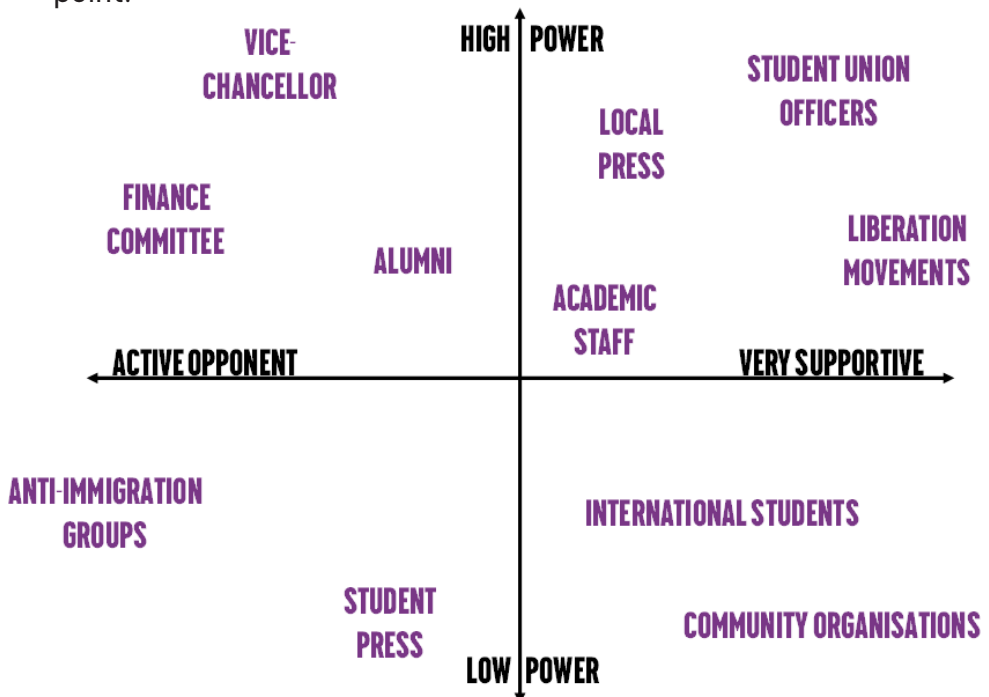 point.
HIGH POWER
VICE-
CHANCELLOR
STUDENT UNION
OFFICERS
LOCAL
PRESS
FINANCE
COMMITTEE
ALUMNI
LIBERATION
MOVEMENTS
ACADEMIC
STAFF
ACTIVE OPPONENT
VERY SUPPORTIVE
ANTI-IMMIGRATION
GROUPS
INTERNATIONAL STUDENTS
STUDENT
PRESS
COMMUNITY ORGANISATIONS
LOW POWER